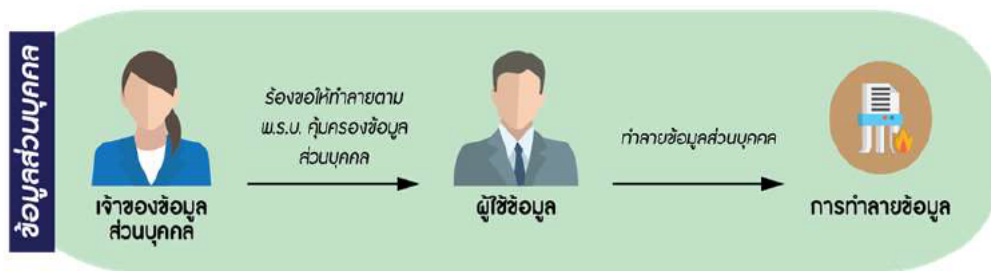 ข้อมูลส่วนบุคคล
ร้องขอให้ทำลายตาม
พ.ร.บ. คุ้มครองข้อมูล
ส่วนบุคคล
ทำลายข้อมูลส่วนบุคคล
เจ้าของข้อมูล
ส่วนบุคคล
ผู้ใช้ข้อมูล
การทำลายข้อมูล